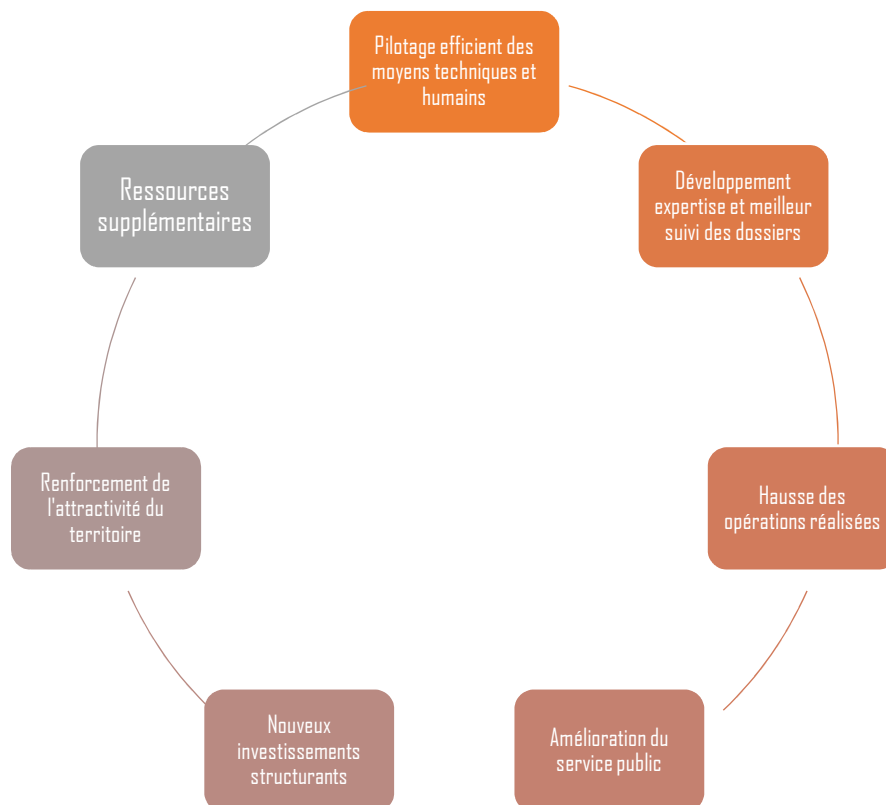 Pilotage efficient des
moyens techniques et
humains
Développement
expertise et meilleur
suivi des dossiers
Hausse des
opérations réalisées
Amélioration du
service public
Nouveux
investissements
structurants
Renforcement de
l'attractivité du
territoire
Ressources
supplémentaires